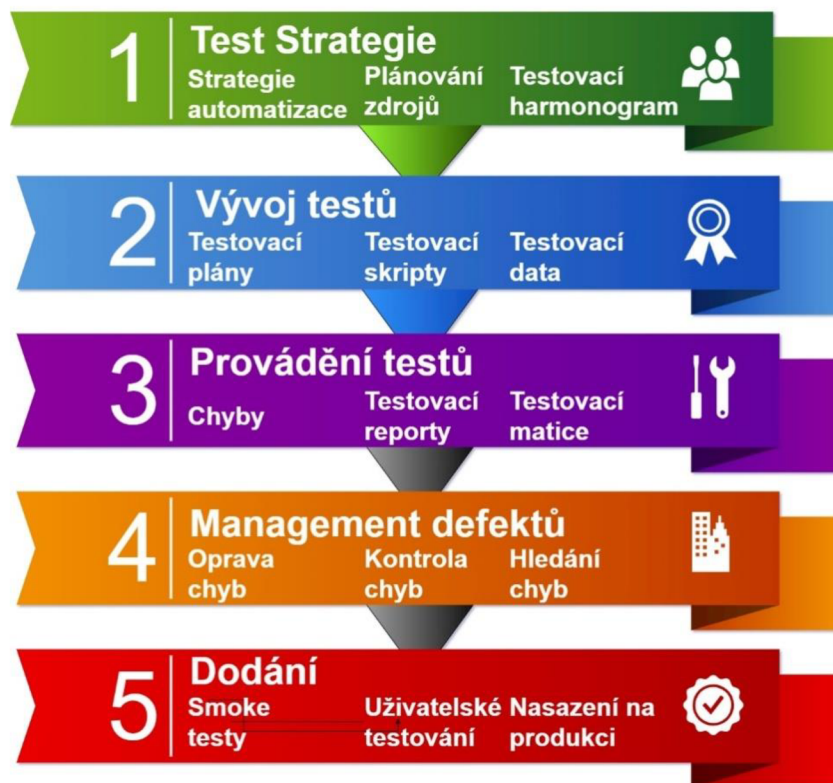 1
Test Strategie
Strategie automatizace
Plánování zdrojů
Testovací harmonogram
2
Vývoj testů
Testovací plány
Testovací skripty
Testovací data
3
Provádění testů
Chyby
Testovací reporty
Testovací matice
4
Management defektů
Oprava chyb
Kontrola chyb
Hledání chyb
5
Dodání
Smoke testy
Uživatelské testování
Nasazení na produkci